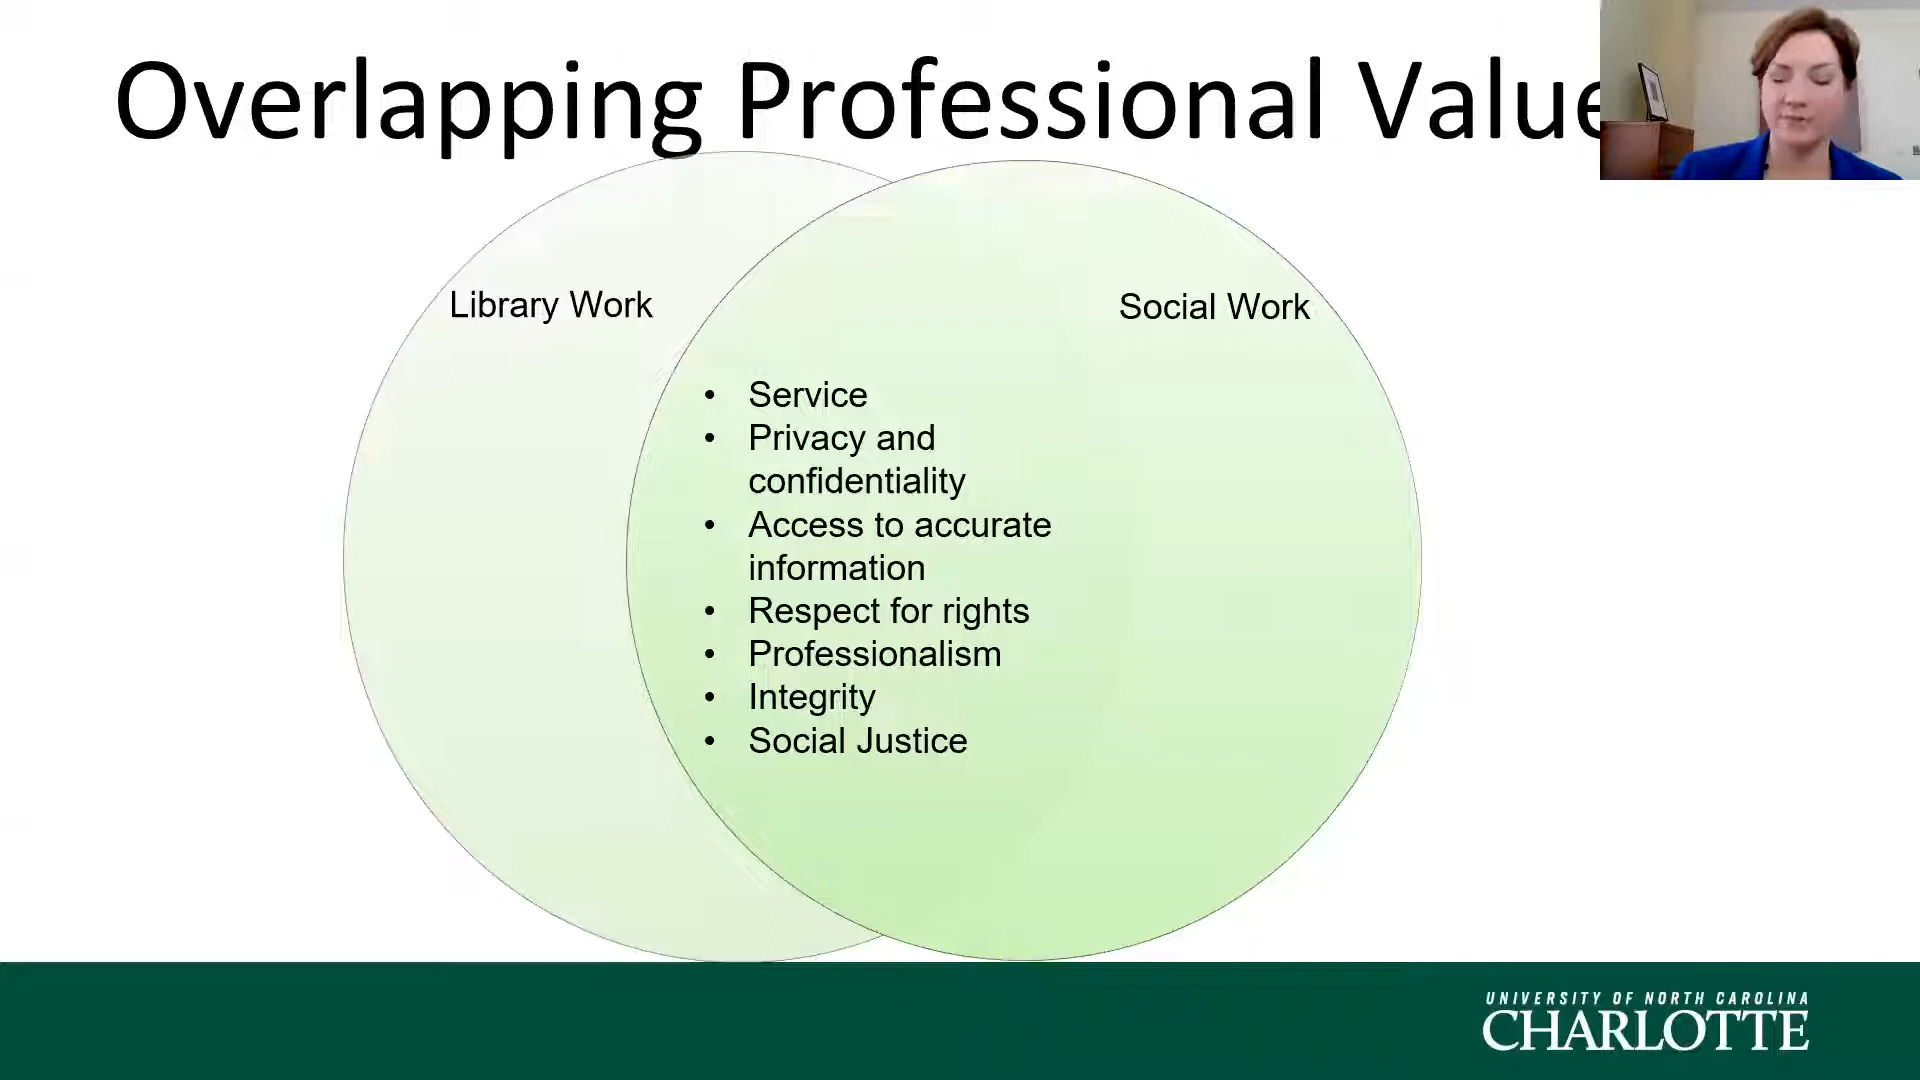 Overlapping Professional Value
Library Work
Social Work
• Service
• Privacy and
confidentiality
• Access to accurate
information
• Respect for rights
• Professionalism
• Integrity
• Social Justice
UNIVERSITY OF NORTH CAROLINA
CHARLOTTE